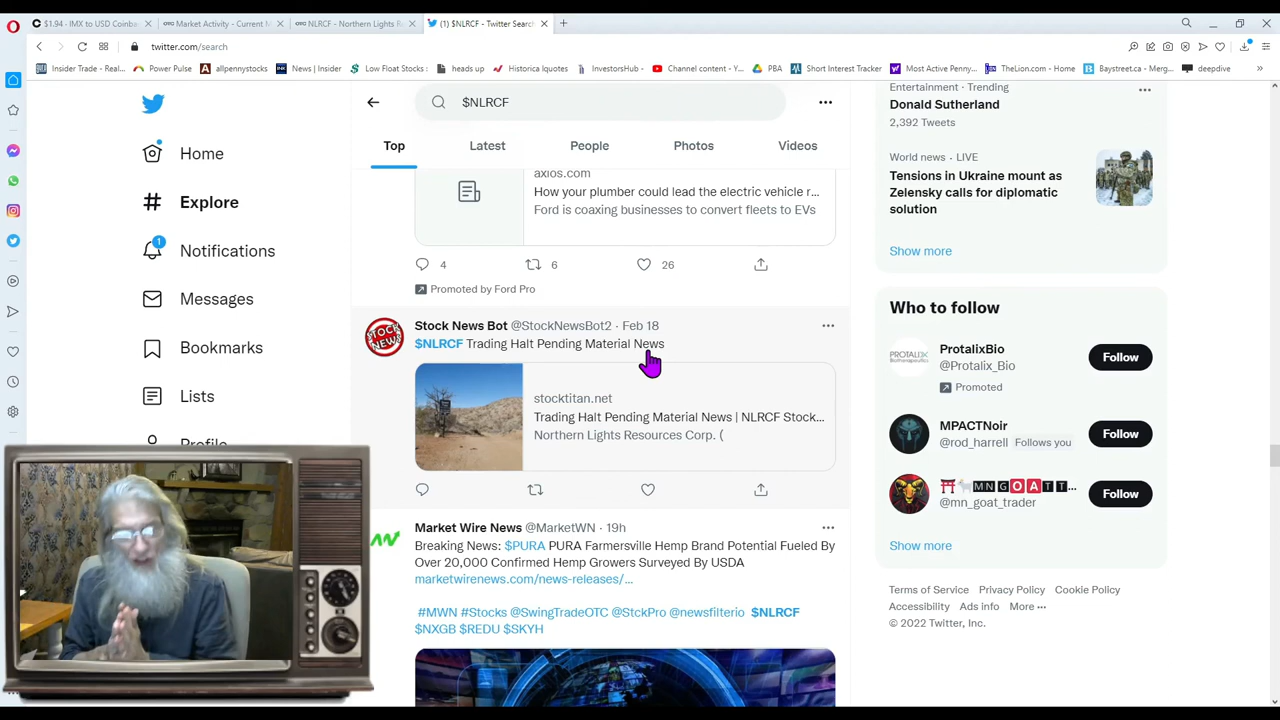 $1.94 - IMX to USD Coinba
Market Activity - Current M
NLRCF - Northern Lights Re
(1) $NLRCF - Twitter Search
twitter.com/search
Insider Trade - Real...
Power Pulse
allpennystocks
News | Insider
Low Float Stocks :
heads up
Historica Iquotes
InvestorsHub -
Channel content - Y...
PBA
Short Interest Tracker
Most Active Penny...
TheLion.com - Home
Baystreet.ca - Merg...
deepdive
Home
Explore
Notifications
1
Messages
Bookmarks
Lists
Profile
$NLRCF
Top
Latest
People
Photos
Videos
axios.com
How your plumber could lead the electric vehicle r...
Ford is coaxing businesses to convert fleets to EVs
4
6
26
Promoted by Ford Pro
STOCK
NEWS
Stock News Bot @StockNewsBot2 · Feb 18
$NLRCF Trading Halt Pending Material News
stocktitan.net
Trading Halt Pending Material News | NLRCF Stock...
Northern Lights Resources Corp. (
Market Wire News @MarketWN · 19h
Breaking News: $PURA PURA Farmersville Hemp Brand Potential Fueled By
Over 20,000 Confirmed Hemp Growers Surveyed By USDA
marketwirenews.com/news-releases/...
#MWN #Stocks @SwingTradeOTC @StckPro @newsfilterio $NLRCF
$NXGB $REDU $SKYH
Entertainment · Trending
Donald Sutherland
2,392 Tweets
World news · LIVE
Tensions in Ukraine mount as
Zelensky calls for diplomatic
solution
Show more
Who to follow
PROTALIX
ProtalixBio
@Protalix_Bio
Promoted
Follow
MPACTNoir
@rod_harrell Follows you
Follow
⛩️🐐🅼🅽🅶🅾🅰🆃🆃...
@mn_goat_trader
Follow
Show more
Terms of Service Privacy Policy Cookie Policy
Accessibility Ads info More ···
© 2022 Twitter, Inc.